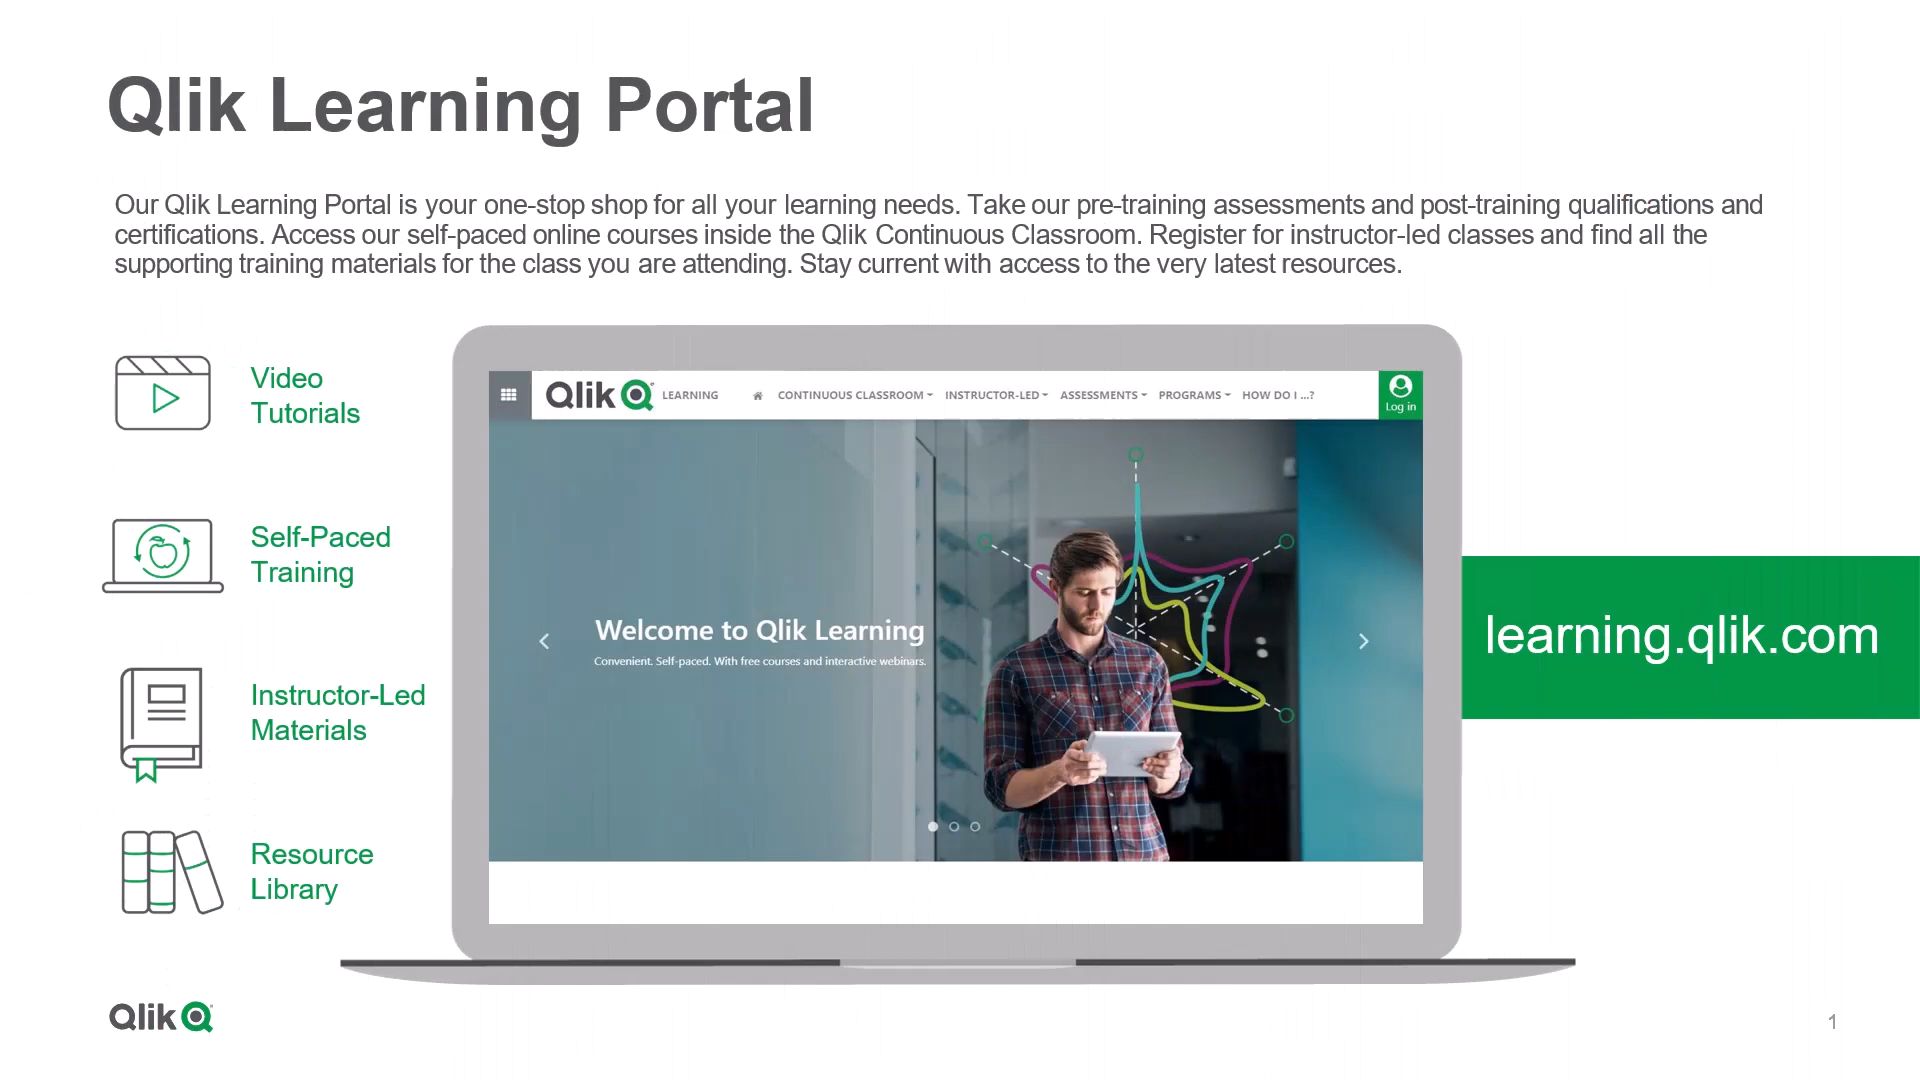 Qlik Learning Portal
Our Qlik Learning Portal is your one-stop shop for all your learning needs. Take our pre-training assessments and post-training qualifications and
certifications. Access our self-paced online courses inside the Qlik Continuous Classroom. Register for instructor-led classes and find all the
supporting training materials for the class you are attending. Stay current with access to the very latest resources.
Video
Tutorials
Self-Paced
Training
Instructor-Led
Materials
Resource
Library
Qlik LEARNING CONTINUOUS CLASSROOM INSTRUCTOR-LED ASSESSMENTS PROGRAMS HOW DO I ...?
Log in
Welcome to Qlik Learning
Convenient. Self-paced. With free courses and interactive webinars.
learning.qlik.com
Qlik
1